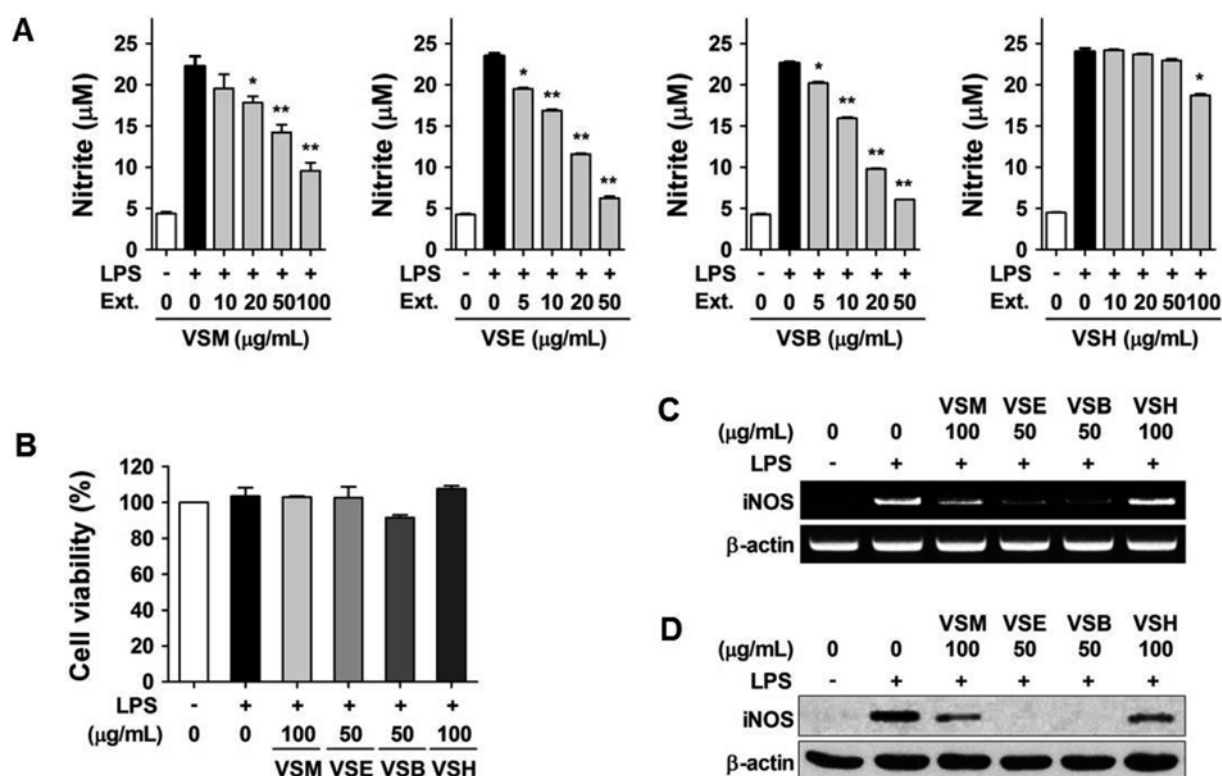 A
Nitrite (μM)
25
20
15
10
5
0
* ** **
LPS - + + + + +
Ext. 0 0 10 20 50 100
VSM (μg/mL)
Nitrite (μM)
25
20
15
10
5
0
* ** ** **
LPS - + + + + +
Ext. 0 0 5 10 20 50
VSE (μg/mL)
Nitrite (μM)
25
20
15
10
5
0
* ** ** **
LPS - + + + + +
Ext. 0 0 5 10 20 50
VSB (μg/mL)
Nitrite (μM)
25
20
15
10
5
0
*
LPS - + + + + +
Ext. 0 0 10 20 50 100
VSH (μg/mL)
B
Cell viability (%)
120
100
80
60
40
20
0
LPS - + + + + +
(μg/mL) 0 0 100 50 50 100
VSM VSE VSB VSH
C
VSM VSE VSB VSH
(μg/mL) 0 0 100 50 50 100
LPS - + + + + +
iNOS
β-actin
D
VSM VSE VSB VSH
(μg/mL) 0 0 100 50 50 100
LPS - + + + + +
iNOS
β-actin